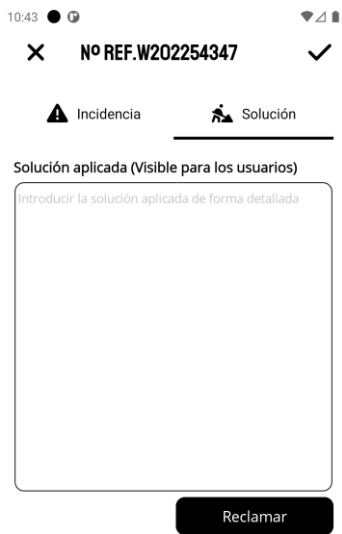 10:43
Nº REF.W202254347
Incidencia
Solución
Solución aplicada (Visible para los usuarios)
Introducir la solución aplicada de forma detallada
Reclamar